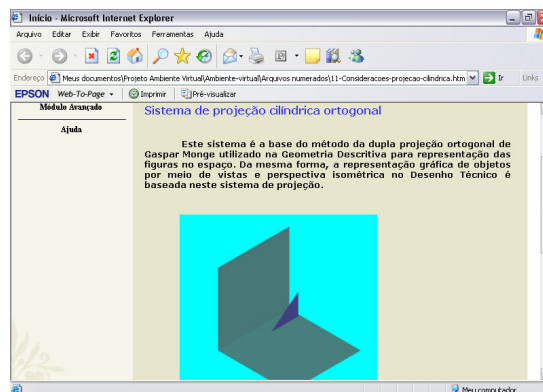 Início - Microsoft Internet Explorer
Arquivo Editar Exibir Favoritos Ferramentas Ajuda
Endereço Meus documentos\Projeto Ambiente Virtual\Ambiente-virtual\Arquivos numerados\11-Consideracoes-projecao-cilindrica.htm Ir Links
EPSON Web-To-Page Imprimir Pré-visualizar
Módulo Avançado
Ajuda
Sistema de projeção cilíndrica ortogonal
Este sistema é a base do método da dupla projeção ortogonal de
Gaspar Monge utilizado na Geometria Descritiva para representação das
figuras no espaço. Da mesma forma, a representação gráfica de objetos
por meio de vistas e perspectiva isométrica no Desenho Técnico é
baseada neste sistema de projeção.
Meu computador